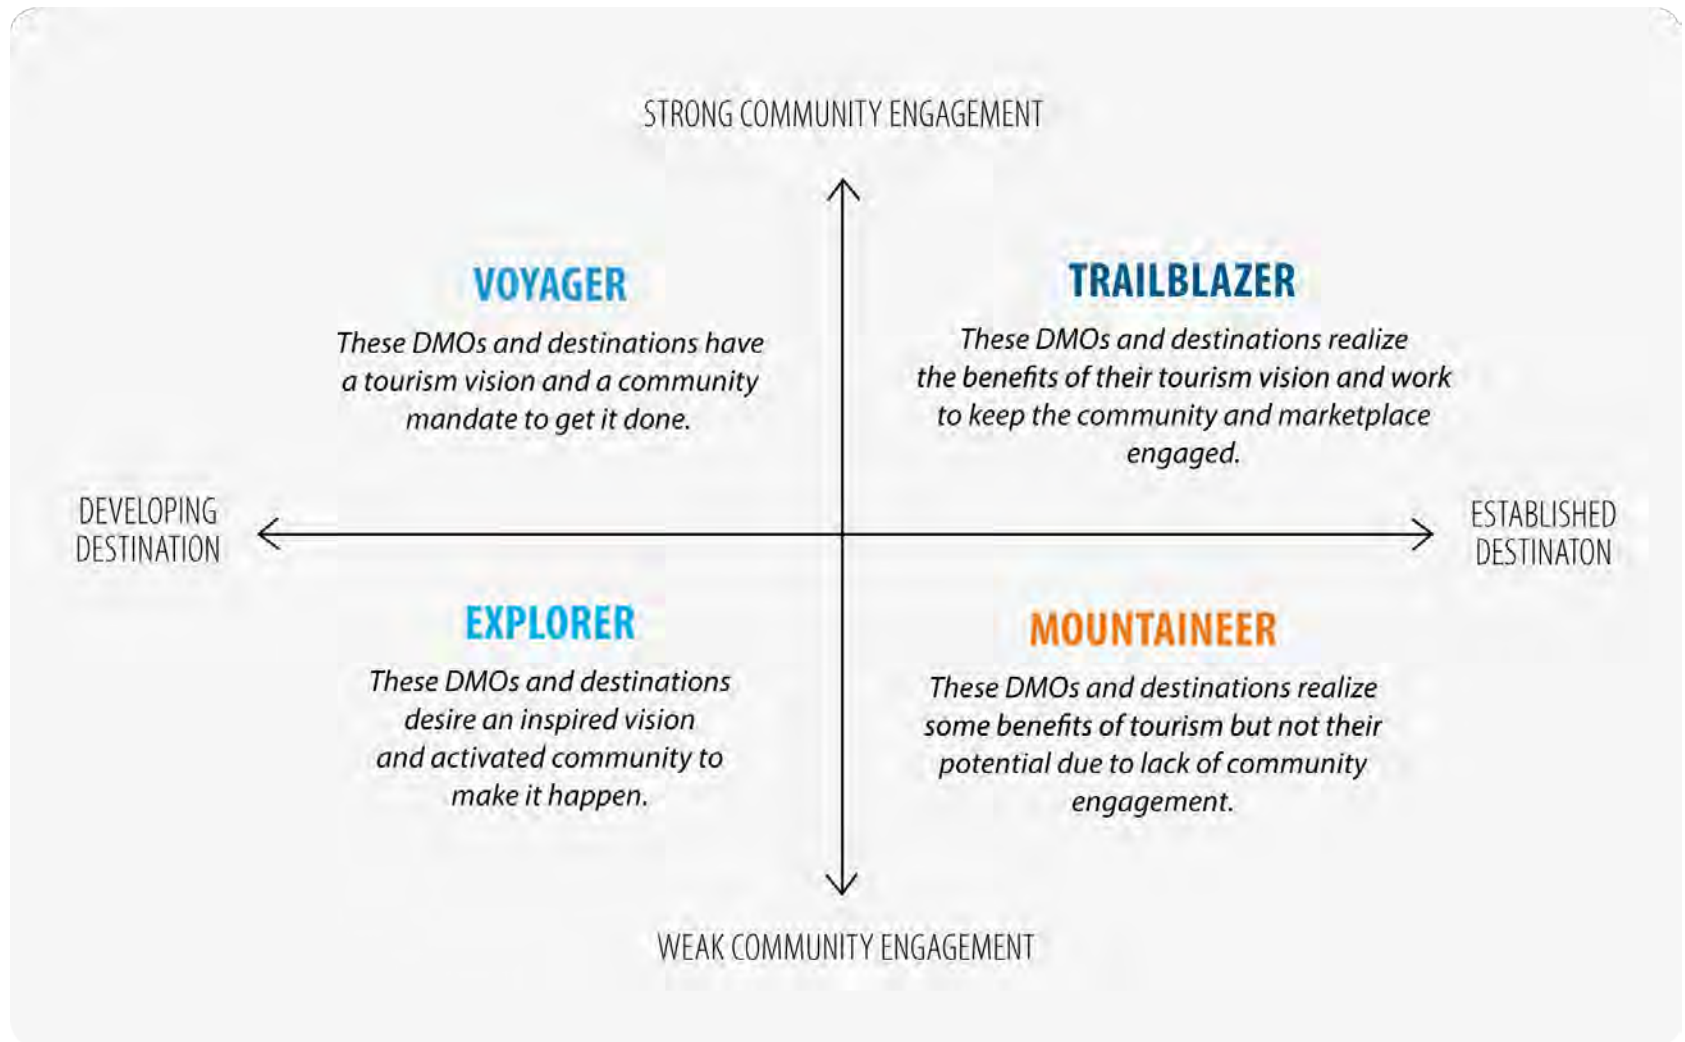 STRONG COMMUNITY ENGAGEMENT
VOYAGER
These DMOs and destinations have
a tourism vision and a community
mandate to get it done.
TRAILBLAZER
These DMOs and destinations realize
the benefits of their tourism vision and work
to keep the community and marketplace
engaged.
DEVELOPING
DESTINATION
ESTABLISHED
DESTINATON
EXPLORER
These DMOs and destinations
desire an inspired vision
and activated community to
make it happen.
MOUNTAINEER
These DMOs and destinations realize
some benefits of tourism but not their
potential due to lack of community
engagement.
WEAK COMMUNITY ENGAGEMENT